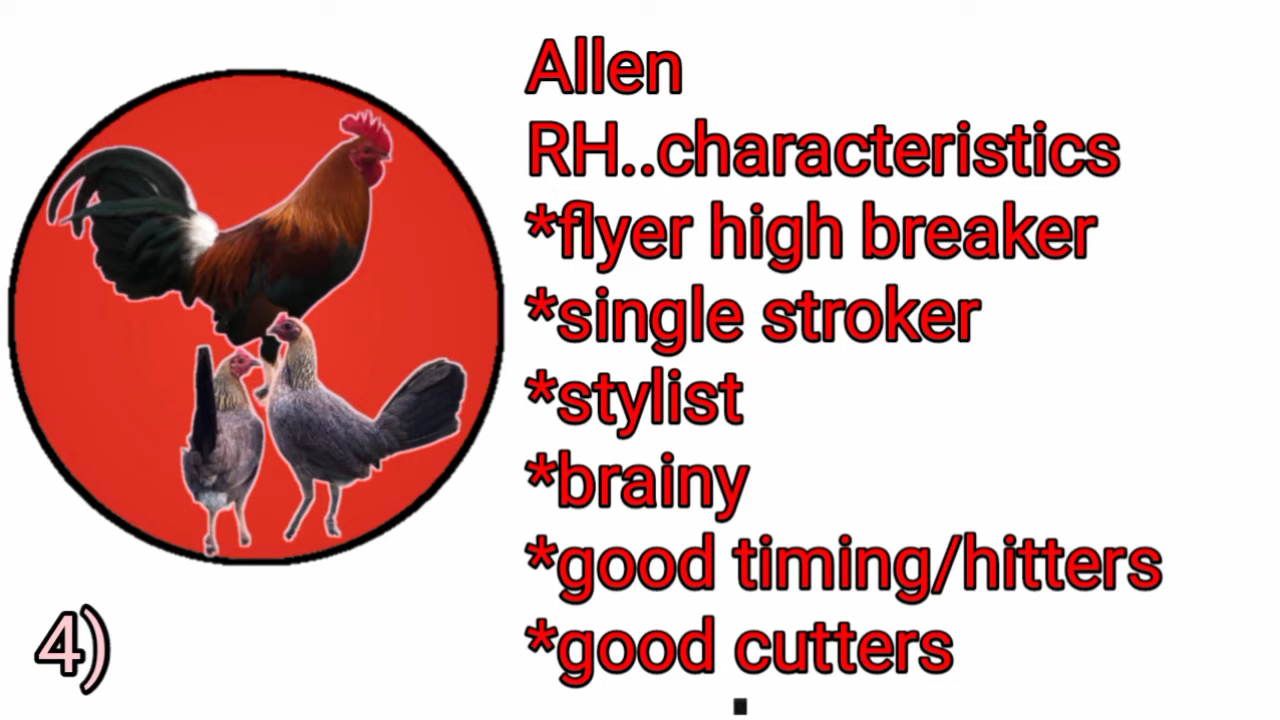 Allen
RH..characteristics
*flyer high breaker
*single stroker
*stylist
*brainy
*good timing/hitters
*good cutters
4)